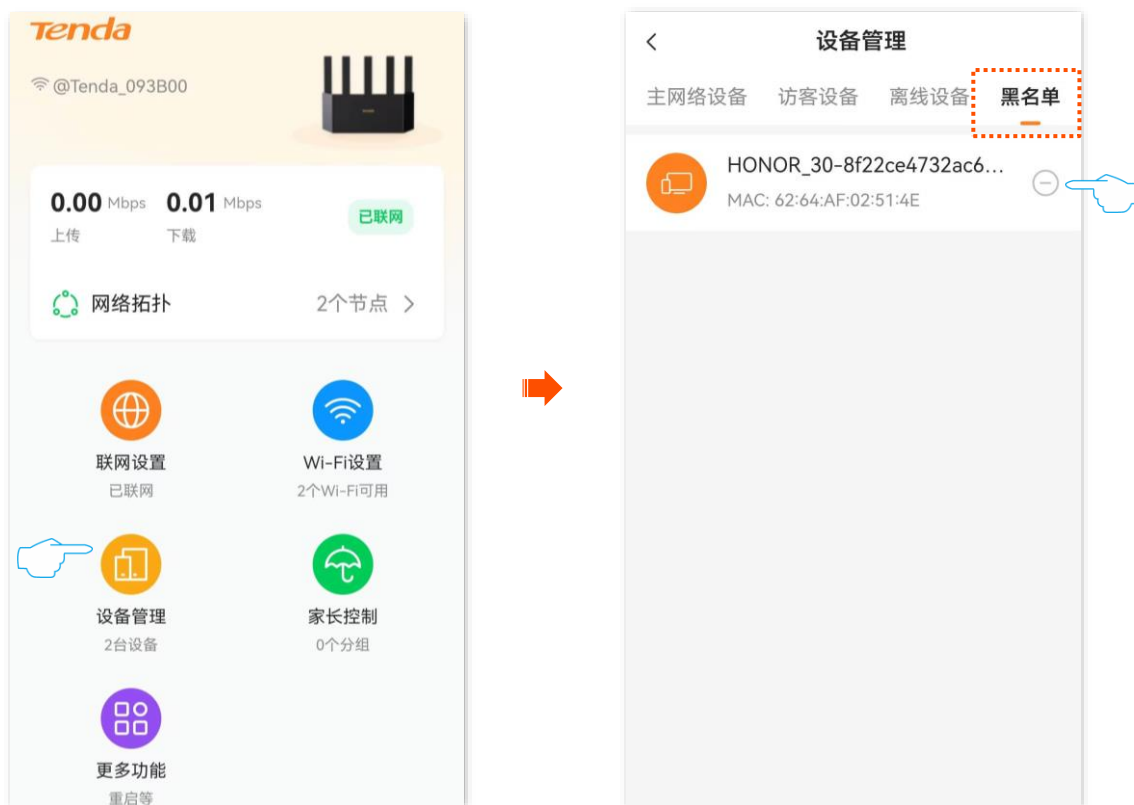 Tenda
@Tenda_093B00
0.00 Mbps 0.01 Mbps
上传 下载
已联网
网络拓扑 2个节点
联网设置 Wi-Fi设置
已联网 2个Wi-Fi可用
设备管理 家长控制
2台设备 0个分组
更多功能
重启等
设备管理
主网络设备 访客设备 离线设备 黑名单
HONOR_30-8f22ce4732ac6...
MAC: 62:64:AF:02:51:4E